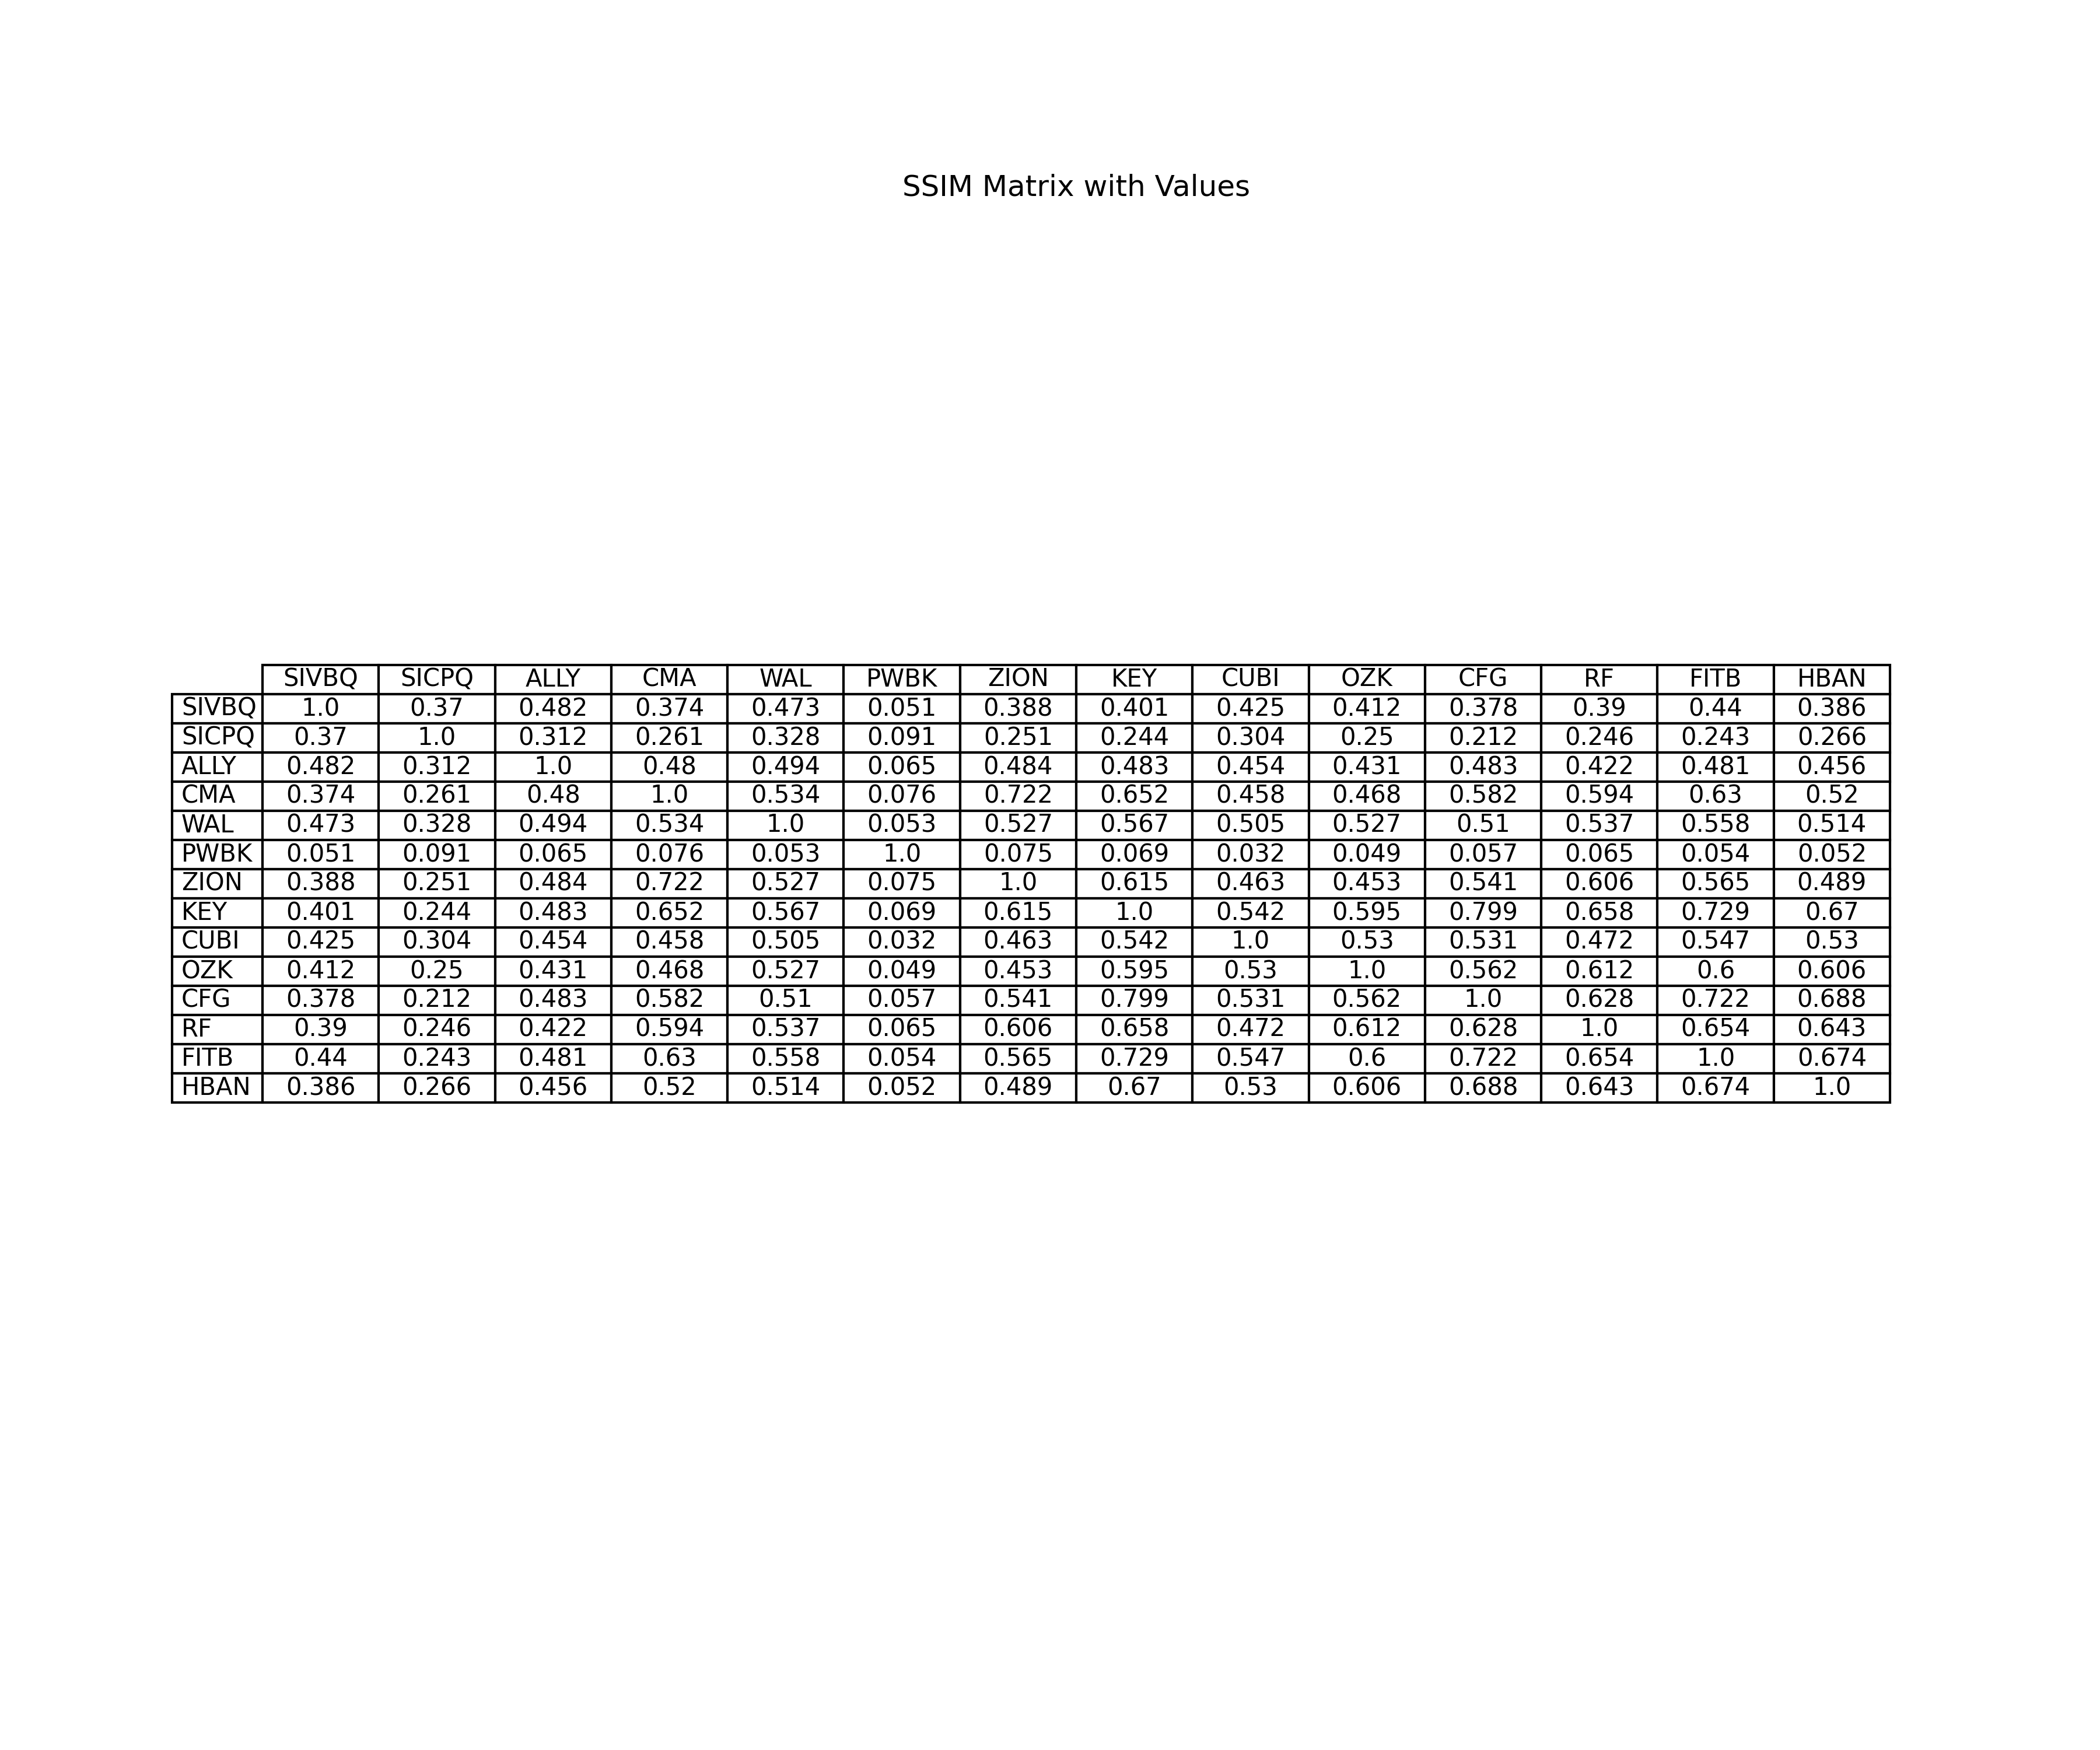 SSIM Matrix with Values
SIVBQ SICPQ ALLY CMA WAL PWBK ZION KEY CUBI OZK CFG RF FITB HBAN
SIVBQ 1.0 0.37 0.482 0.374 0.473 0.051 0.388 0.401 0.425 0.412 0.378 0.39 0.44 0.386
SICPQ 0.37 1.0 0.312 0.261 0.328 0.091 0.251 0.244 0.304 0.25 0.212 0.246 0.243 0.266
ALLY 0.482 0.312 1.0 0.48 0.494 0.065 0.484 0.483 0.454 0.431 0.483 0.422 0.481 0.456
CMA 0.374 0.261 0.48 1.0 0.534 0.076 0.722 0.652 0.458 0.468 0.582 0.594 0.63 0.52
WAL 0.473 0.328 0.494 0.534 1.0 0.053 0.527 0.567 0.505 0.527 0.51 0.537 0.558 0.514
PWBK 0.051 0.091 0.065 0.076 0.053 1.0 0.075 0.069 0.032 0.049 0.057 0.065 0.054 0.052
ZION 0.388 0.251 0.484 0.722 0.527 0.075 1.0 0.615 0.463 0.453 0.541 0.606 0.565 0.489
KEY 0.401 0.244 0.483 0.652 0.567 0.069 0.615 1.0 0.542 0.595 0.799 0.658 0.729 0.67
CUBI 0.425 0.304 0.454 0.458 0.505 0.032 0.463 0.542 1.0 0.53 0.531 0.472 0.547 0.53
OZK 0.412 0.25 0.431 0.468 0.527 0.049 0.453 0.595 0.53 1.0 0.562 0.612 0.6 0.606
CFG 0.378 0.212 0.483 0.582 0.51 0.057 0.541 0.799 0.531 0.562 1.0 0.628 0.722 0.688
RF 0.39 0.246 0.422 0.594 0.537 0.065 0.606 0.658 0.472 0.612 0.628 1.0 0.654 0.643
FITB 0.44 0.243 0.481 0.63 0.558 0.054 0.565 0.729 0.547 0.6 0.722 0.654 1.0 0.674
HBAN 0.386 0.266 0.456 0.52 0.514 0.052 0.489 0.67 0.53 0.606 0.688 0.643 0.674 1.0